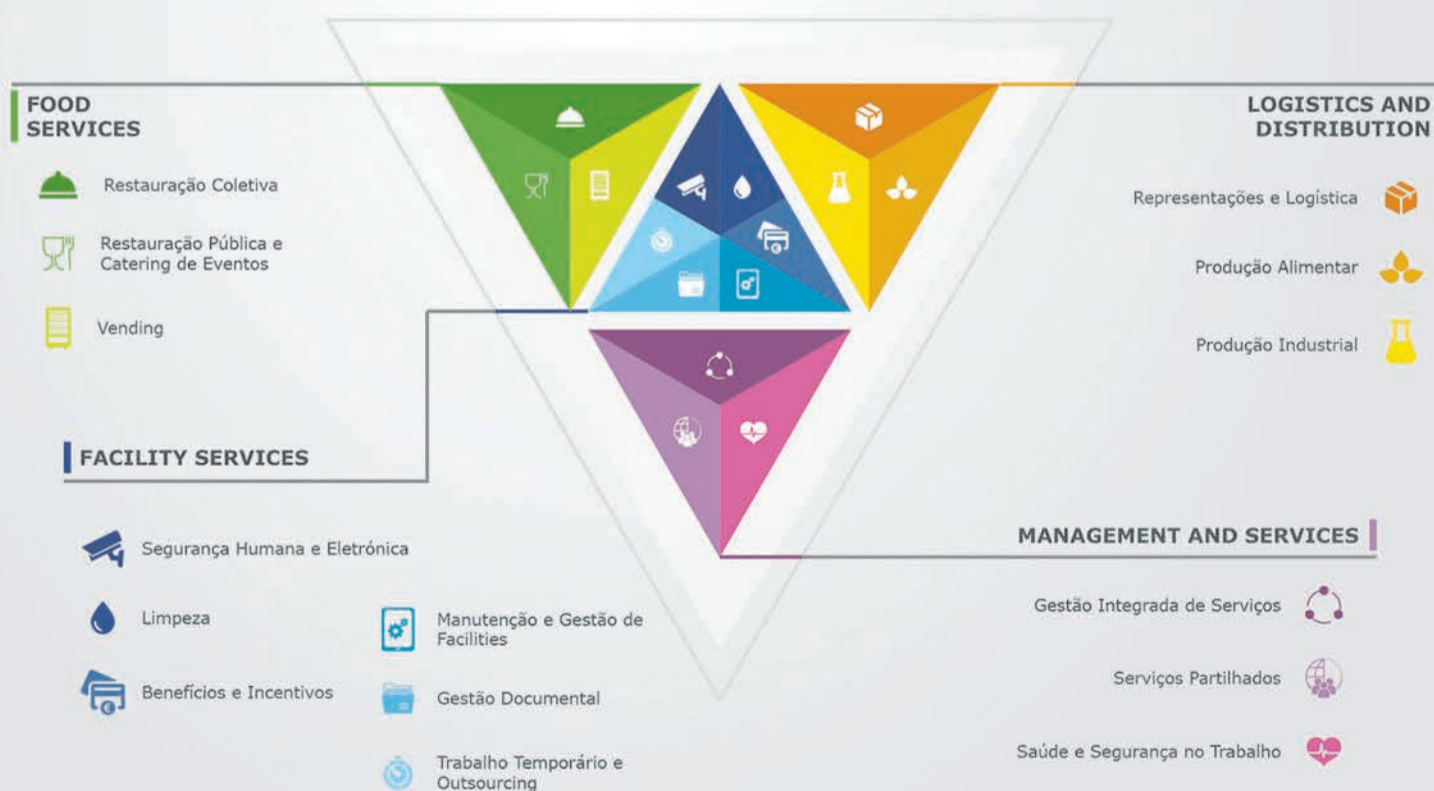 FOOD
SERVICES
Restauração Coletiva
Restauração Pública e
Catering de Eventos
Vending
LOGISTICS AND
DISTRIBUTION
Representações e Logística
Produção Alimentar
Produção Industrial
FACILITY SERVICES
Segurança Humana e Eletrónica
Limpeza
Benefícios e Incentivos
Manutenção e Gestão de
Facilities
Gestão Documental
Trabalho Temporário e
Outsourcing
MANAGEMENT AND SERVICES
Gestão Integrada de Serviços
Serviços Partilhados
Saúde e Segurança no Trabalho